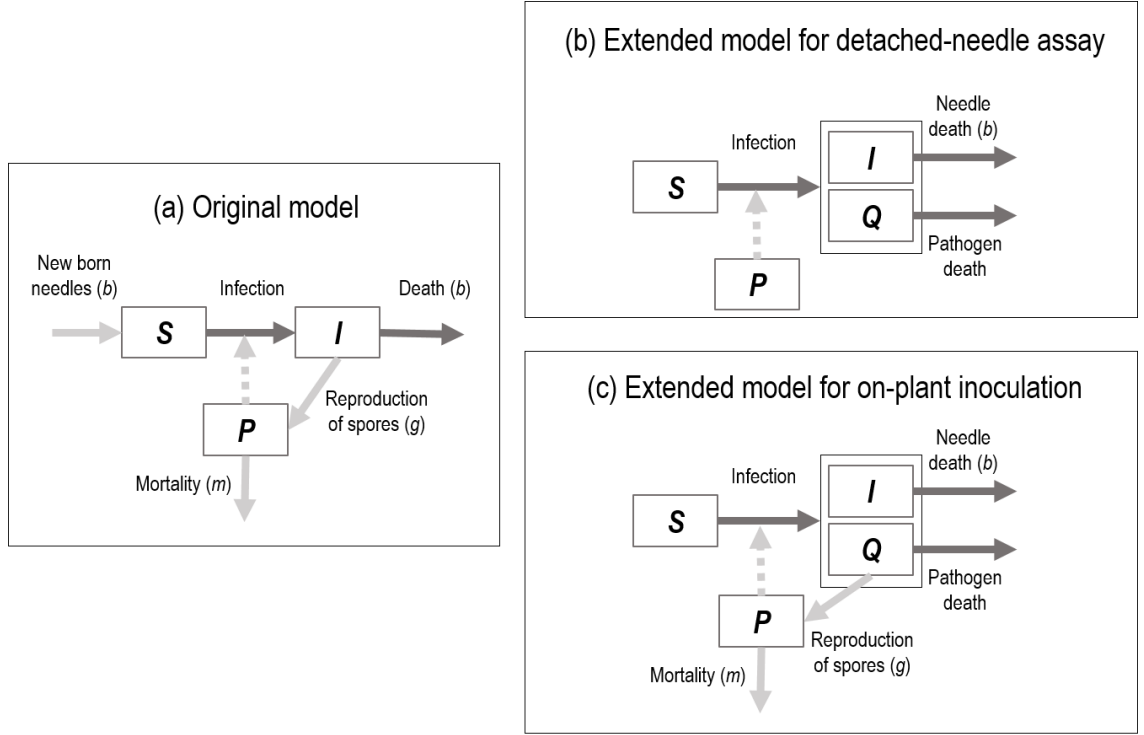 (a) Original model
New born
needles (b)
Infection
Death (b)
S
I
Reproduction
of spores (g)
P
Mortality (m)
(b) Extended model for detached-needle assay
Needle
death (b)
Infection
I
S
Q
Pathogen
death
P
(c) Extended model for on-plant inoculation
Needle
death (b)
Infection
I
S
Q
Pathogen
death
P
Reproduction
of spores (g)
Mortality (m)